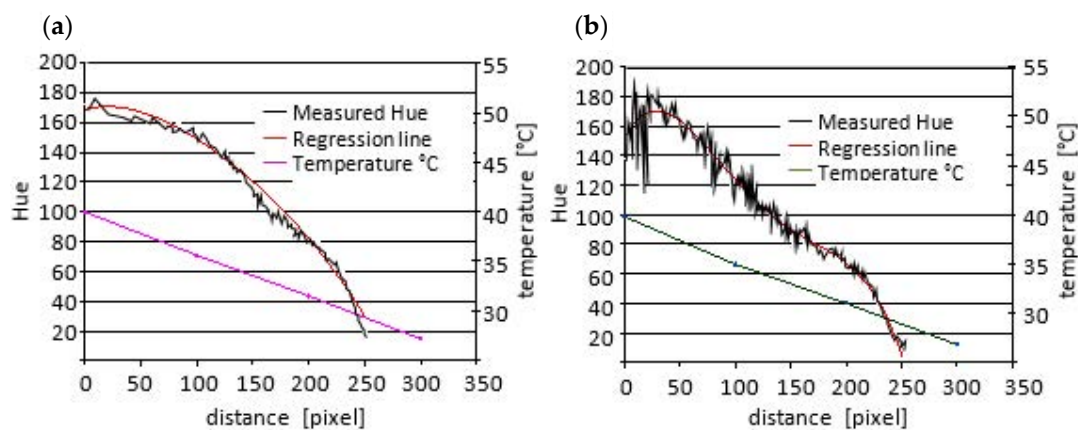 (a)
200
180
160
140
120
100
80
60
40
20
Hue
55
50
45
40
35
30
temperature [°C]
Measured Hue
Regression line
Temperature °C
0 50 100 150 200 250 300 350
distance [pixel]
(b)
200
180
160
140
120
100
80
60
40
20
Hue
55
50
45
40
35
30
temperature [°C]
Measured Hue
Regression line
Temperature °C
0 50 100 150 200 250 300 350
distance [pixel]